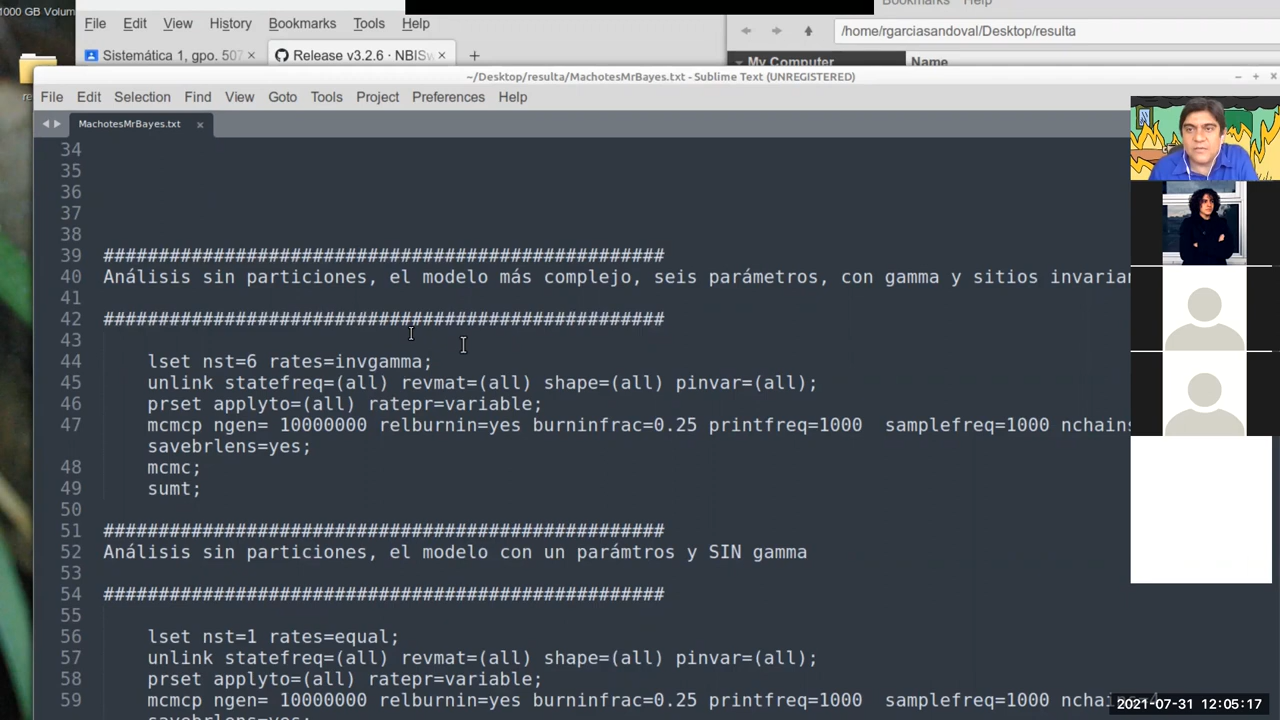 1000 GB Volum
File Edit View History Bookmarks Tools Help
Bookmarks Help
Sistemática 1, gpo. 507 × Release v3.2.6 · NBISw × +
/home/rgarciasandoval/Desktop/resulta
My Computer Name
~/Desktop/resulta/MachotesMrBayes.txt - Sublime Text (UNREGISTERED)
File Edit Selection Find View Goto Tools Project Preferences Help
MachotesMrBayes.txt ×
34
35
36
37
38
39 ###################################################
40 Análisis sin particiones, el modelo más complejo, seis parámetros, con gamma y sitios invarian
41
42 ###################################################
43
44 lset nst=6 rates=invgamma;
45 unlink statefreq=(all) revmat=(all) shape=(all) pinvar=(all);
46 prset applyto=(all) ratepr=variable;
47 mcmcp ngen= 10000000 relburnin=yes burninfrac=0.25 printfreq=1000 samplefreq=1000 nchains
savebrlens=yes;
48 mcmc;
49 sumt;
50
51 ###################################################
52 Análisis sin particiones, el modelo con un parámtros y SIN gamma
53
54 ###################################################
55
56 lset nst=1 rates=equal;
57 unlink statefreq=(all) revmat=(all) shape=(all) pinvar=(all);
58 prset applyto=(all) ratepr=variable;
59 mcmcp ngen= 10000000 relburnin=yes burninfrac=0.25 printfreq=1000 samplefreq=1000 nchains=4
savebrlens=yes;
2021-07-31 12:05:17